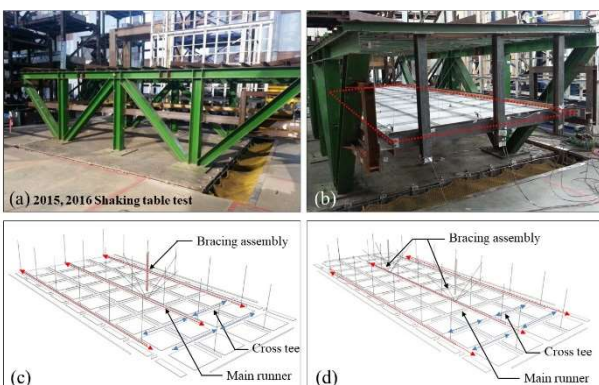 (a) 2015, 2016 Shaking table test
(b)
Bracing assembly
Cross tee
Main runner
(c)
Bracing assembly
Cross tee
Main runner
(d)